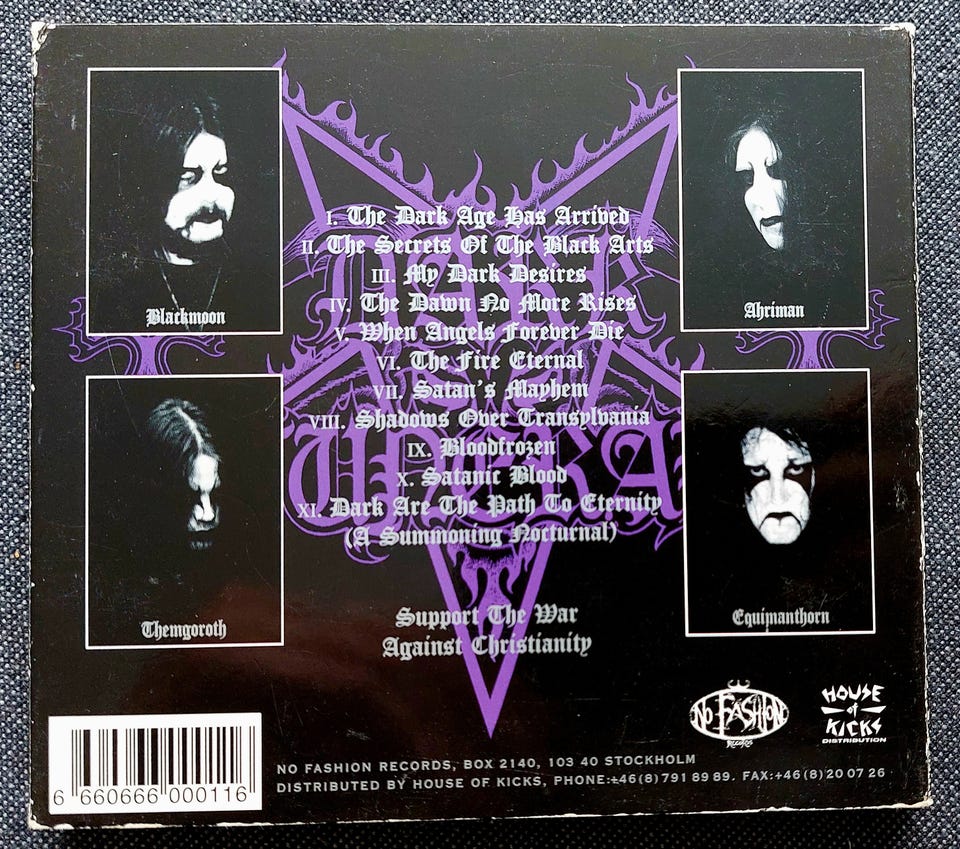 Blackmoon
Ahriman
I. The Dark Age Has Arrived
II. The Secrets Of The Black Arts
III. My Dark Desires
IV. The Dawn No More Rises
V. When Angels Forever Die
VI. The Fire Eternal
VII. Satan's Mayhem
VIII. Shadows Over Transylvania
IX. Bloodfrozen
X. Satanic Blood
XI. Dark Are The Path To Eternity
(A Summoning Nocturnal)
DARK
FUNERAL
Themgoroth
Equimanthorn
Support The War
Against Christianity
NO FASHION
RECORDS
HOUSE
of
KICKS
DISTRIBUTION
NO FASHION RECORDS, BOX 2140, 103 40 STOCKHOLM
DISTRIBUTED BY HOUSE OF KICKS, PHONE:+46(8)791 89 89. FAX:+46(8)20 07 26
6 660666 000116